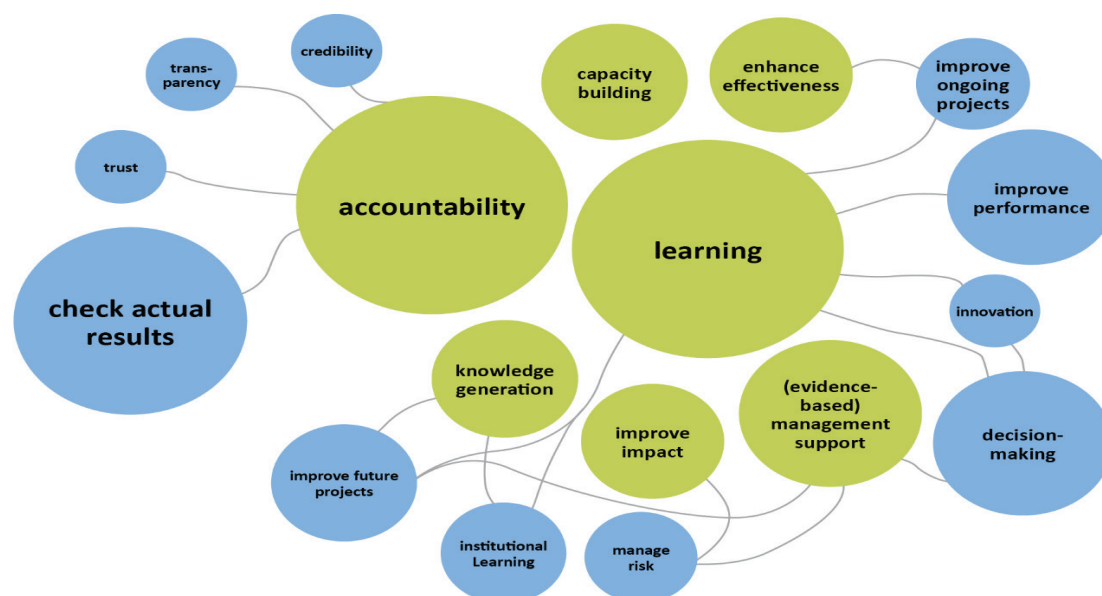 credibility
trans-
parency
trust
accountability
check actual
results
capacity
building
enhance
effectiveness
improve
ongoing
projects
learning
improve
performance
innovation
knowledge
generation
improve
impact
(evidence-
based)
management
support
decision-
making
improve future
projects
institutional
Learning
manage
risk